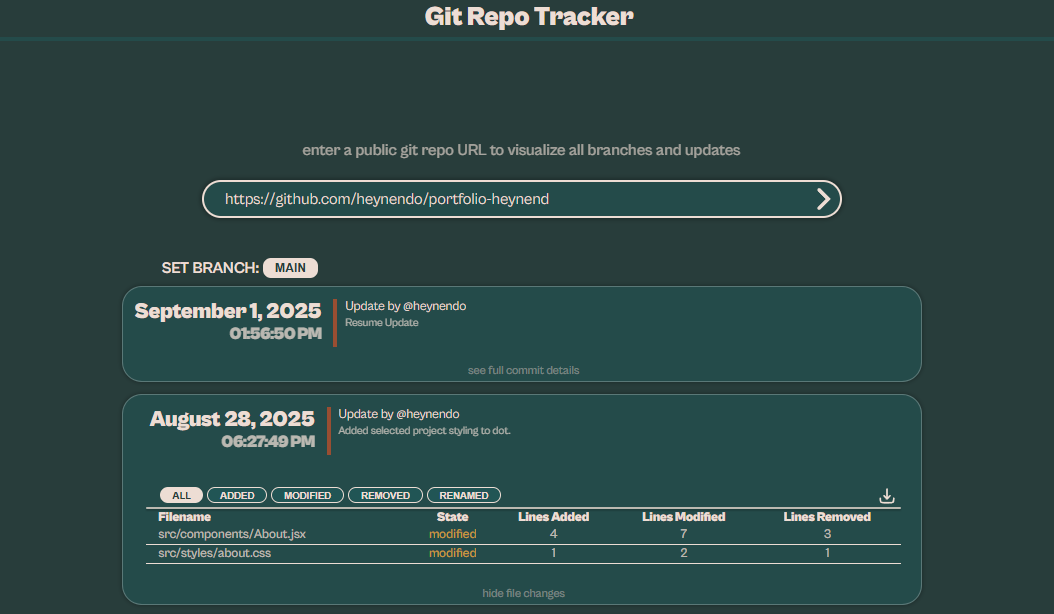 Git Repo Tracker
enter a public git repo URL to visualize all branches and updates
https://github.com/heynendo/portfolio-heynend
SET BRANCH: MAIN
September 1, 2025
01:56:50 PM
Update by @heynendo
Resume Update
see full commit details
August 28, 2025
06:27:49 PM
Update by @heynendo
Added selected project styling to dot.
ALL ADDED MODIFIED REMOVED RENAMED
Filename State Lines Added Lines Modified Lines Removed
src/components/About.jsx modified 4 7 3
src/styles/about.css modified 1 2 1
hide file changes